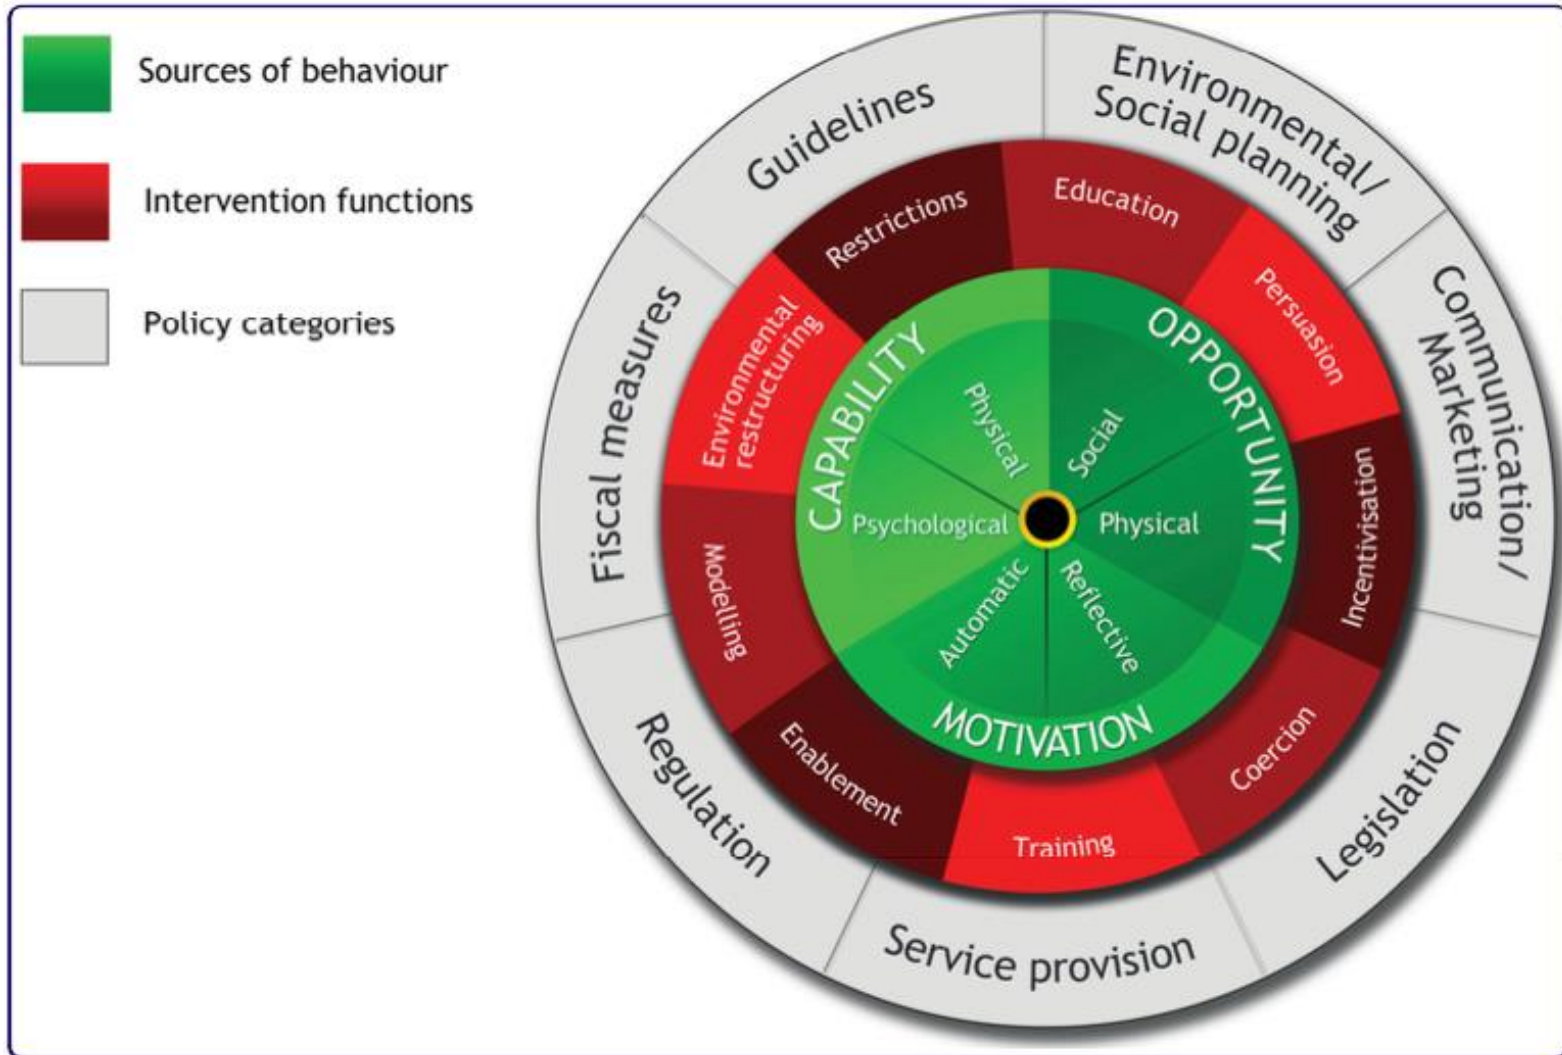 Sources of behaviour
Intervention functions
Policy categories
Guidelines
Environmental/
Social planning
Communication/
Marketing
Legislation
Service provision
Regulation
Fiscal measures
Restrictions
Education
Persuasion
Incentivisation
Coercion
Training
Enablement
Modelling
Environmental
restructuring
CAPABILITY
OPPORTUNITY
MOTIVATION
Physical
Social
Physical
Reflective
Automatic
Psychological